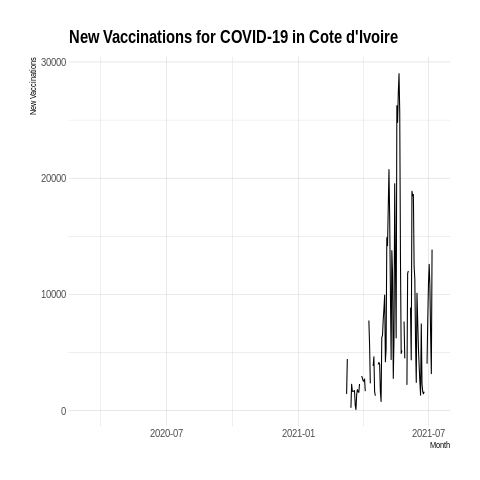 New Vaccinations for COVID-19 in Cote d'Ivoire
New Vaccinations
30000
20000
10000
0
2020-07
2021-01
2021-07
Month